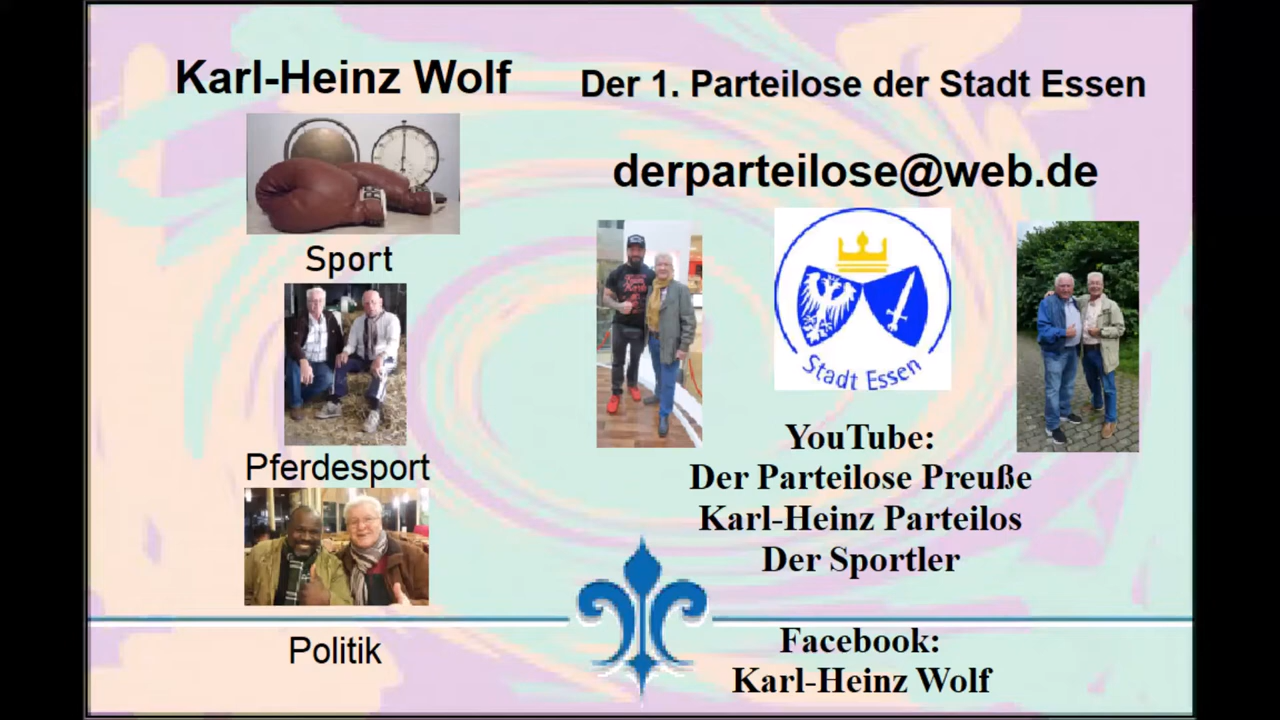 Karl-Heinz Wolf
Der 1. Parteilose der Stadt Essen
derparteilose@web.de
Sport
Stadt Essen
Pferdesport
YouTube:
Der Parteilose Preuße
Karl-Heinz Parteilos
Der Sportler
Politik
Facebook:
Karl-Heinz Wolf